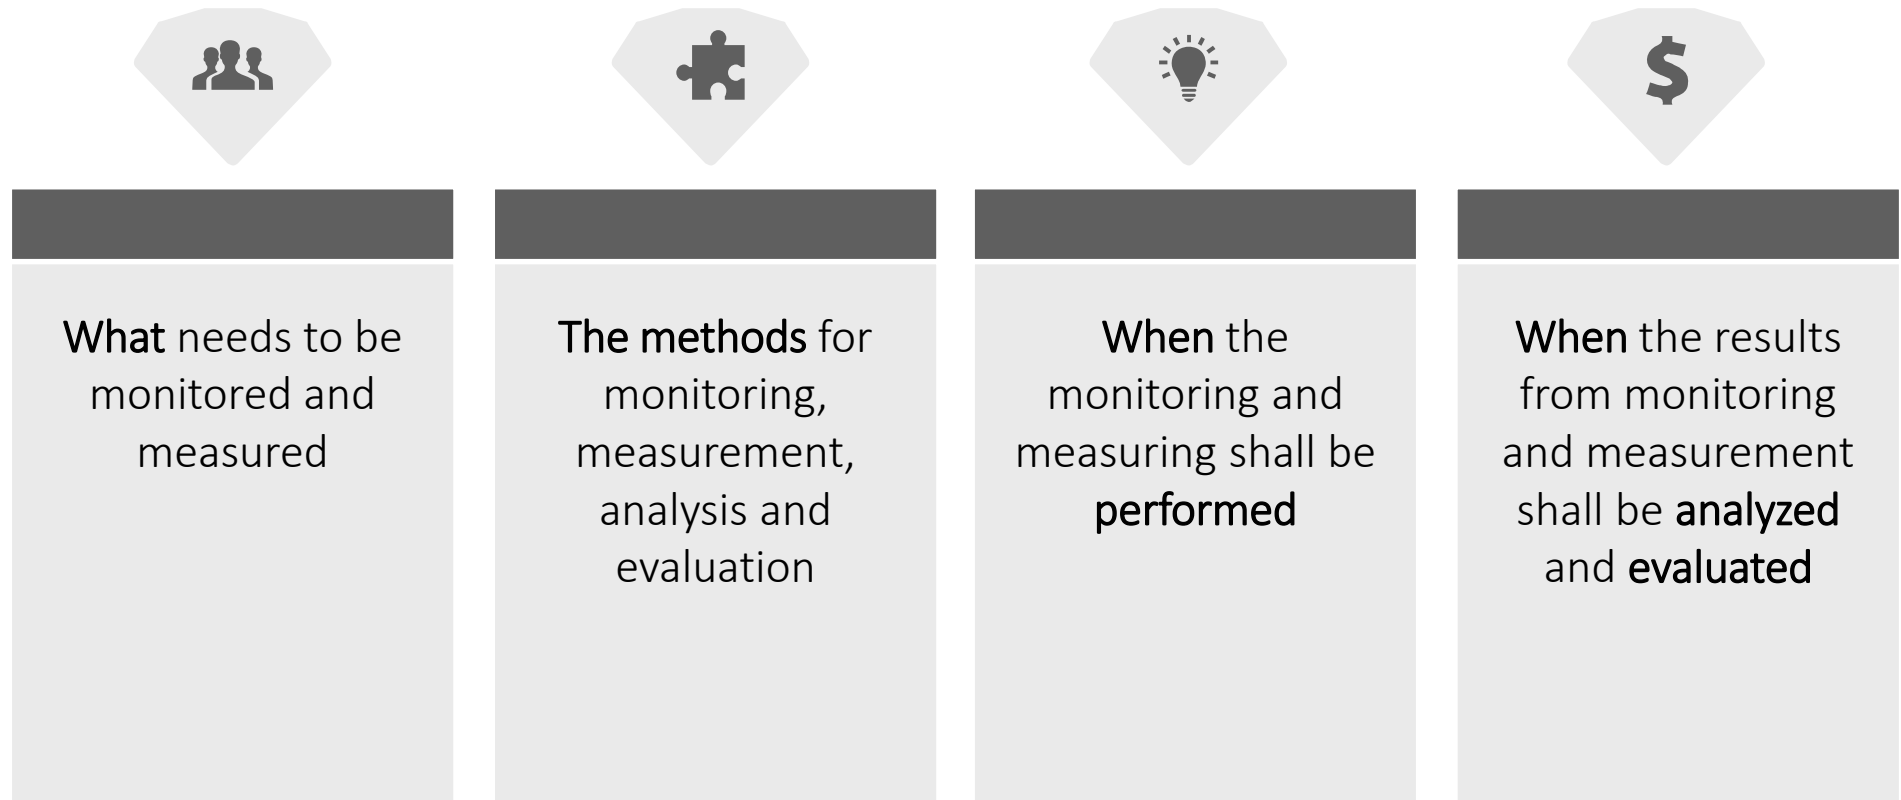 What needs to be
monitored and
measured
The methods for
monitoring,
measurement,
analysis and
evaluation
When the
monitoring and
measuring shall be
performed
When the results
from monitoring
and measurement
shall be analyzed
and evaluated